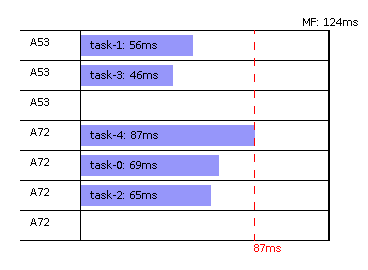 MF: 124ms
A53 task-1: 56ms
A53 task-3: 46ms
A53
A72 task-4: 87ms
A72 task-0: 69ms
A72 task-2: 65ms
A72
87ms